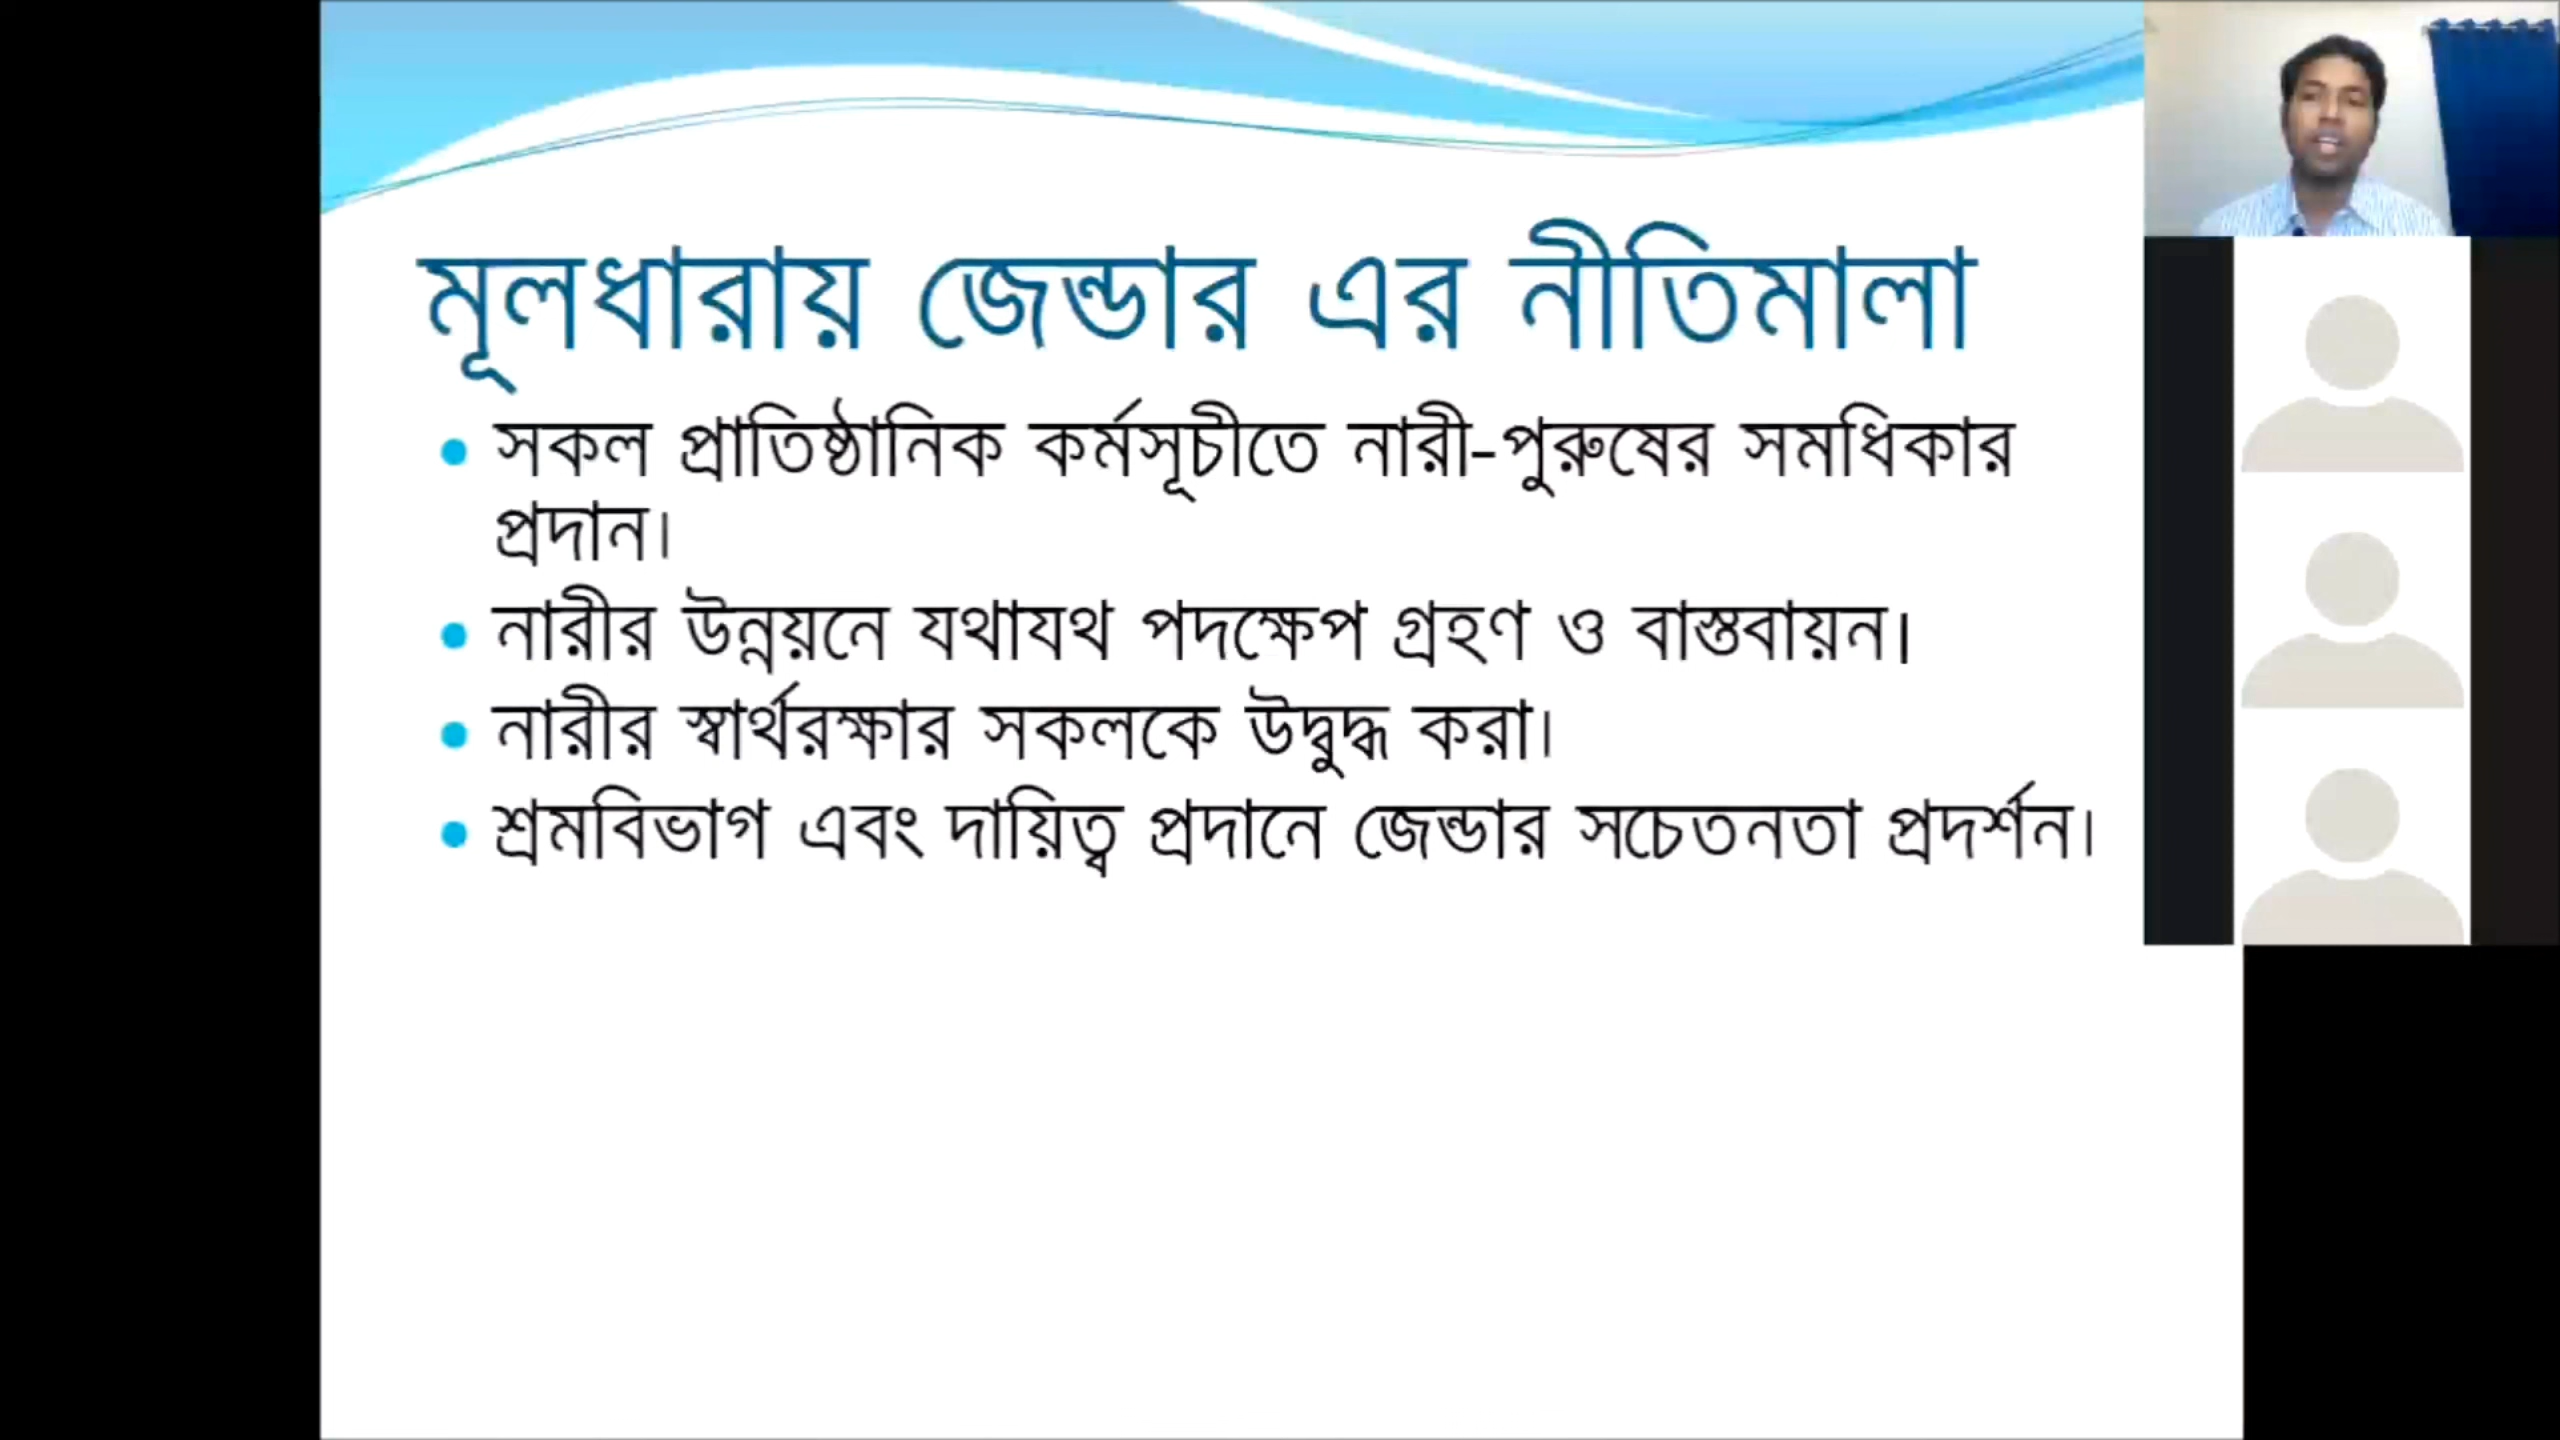 মূলধারায় জেন্ডার এর নীতিমালা
• সকল প্রাতিষ্ঠানিক কর্মসূচীতে নারী-পুরুষের সমধিকার
প্রদান।
• নারীর উন্নয়নে যথাযথ পদক্ষেপ গ্রহণ ও বাস্তবায়ন।
• নারীর স্বার্থরক্ষার সকলকে উদ্বুদ্ধ করা।
• শ্রমবিভাগ এবং দায়িত্ব প্রদানে জেন্ডার সচেতনতা প্রদর্শন।